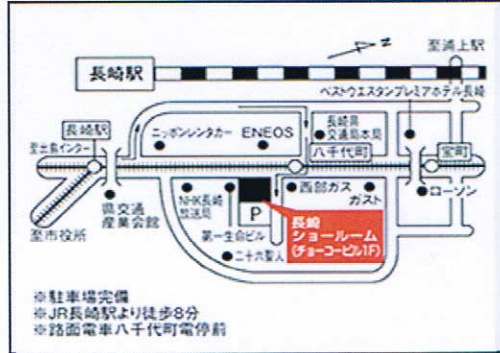 N
至浦上駅
長崎駅
ベストウエスタンプレミアホテル長崎
長崎県
交通局本局
長崎駅
ニッポンレンタカー
ENEOS
八千代町
宝町
至出島インター
県交通
産業会館
NHK長崎
放送局
西部ガス
ガスト
ローソン
P
第一生命ビル
二十六聖人
至市役所
長崎
ショールーム
(チョーコービル1F)
※駐車場完備
※JR長崎駅より徒歩8分
※路面電車八千代町電停前